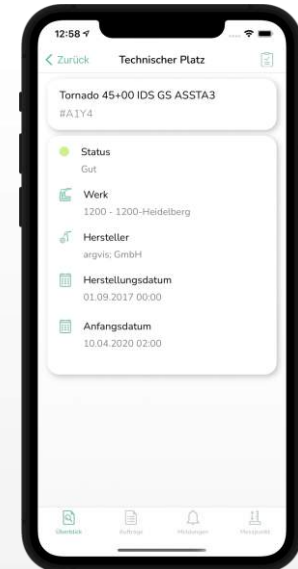 12:58
Zurück
Technischer Platz
Tornado 45+00 IDS GS ASSTA3
#A1Y4
Status
Gut
Werk
1200 - 1200-Heidelberg
Hersteller
argvis; GmbH
Herstellungsdatum
01.09.2017 00:00
Anfangsdatum
10.04.2020 02:00
Überblick
Aufträge
Meldungen
Messpunkt